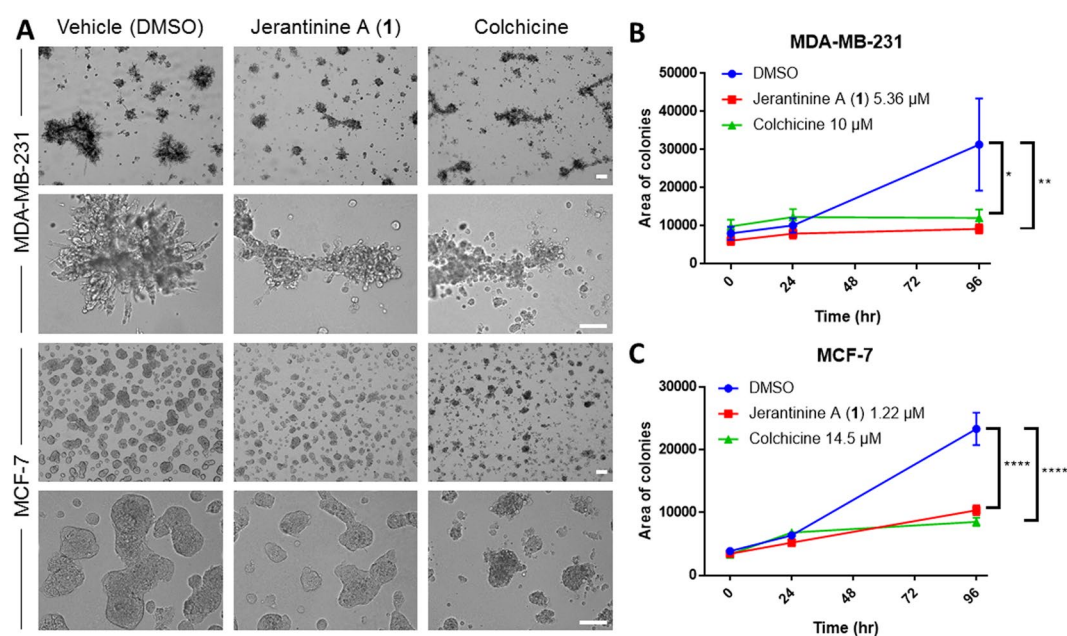 A
Vehicle (DMSO)
Jerantinine A (1)
Colchicine
MDA-MB-231
MCF-7
B
MDA-MB-231
DMSO
Jerantinine A (1) 5.36 μM
Colchicine 10 μM
Area of colonies
50000
40000
30000
20000
10000
0
0 24 48 72 96
Time (hr)
*
**
C
MCF-7
DMSO
Jerantinine A (1) 1.22 μM
Colchicine 14.5 μM
Area of colonies
30000
20000
10000
0
0 24 48 72 96
Time (hr)
****
****